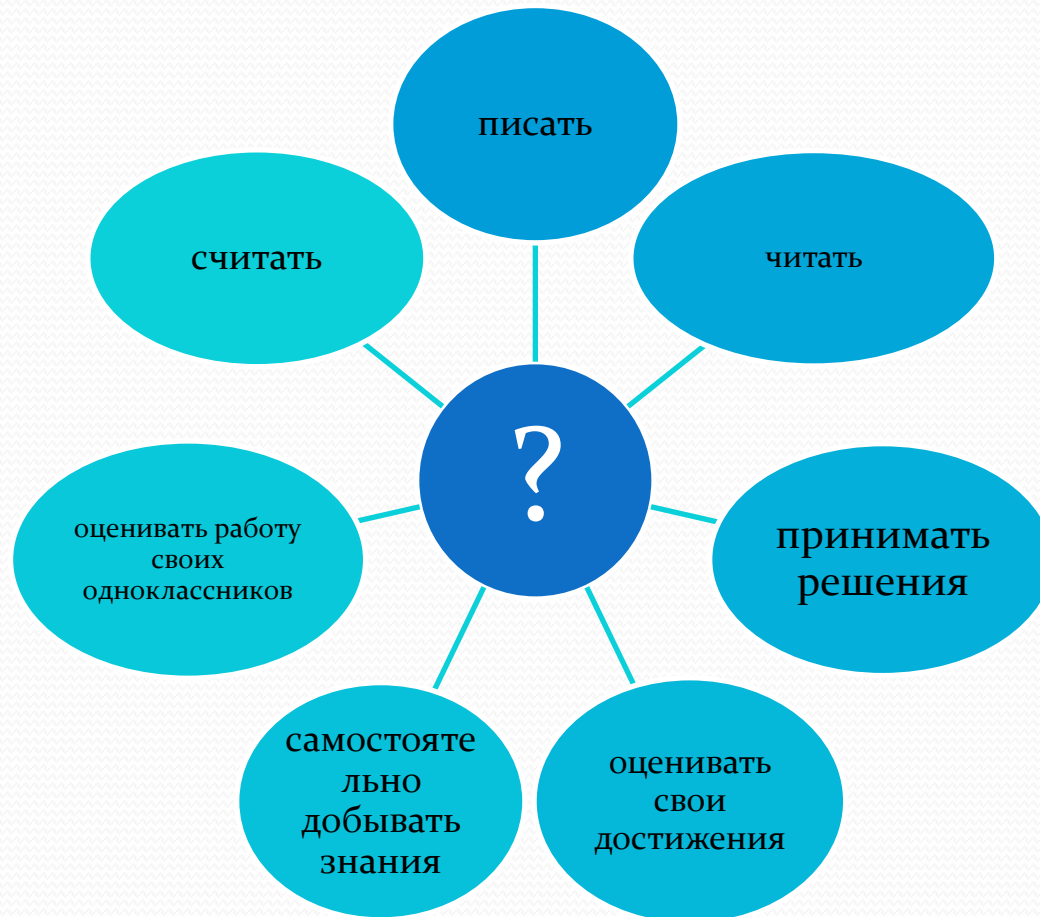 писать
считать
читать
?
оценивать работу
своих
одноклассников
принимать
решения
самостояте
льно
добывать
знания
оценивать
свои
достижения